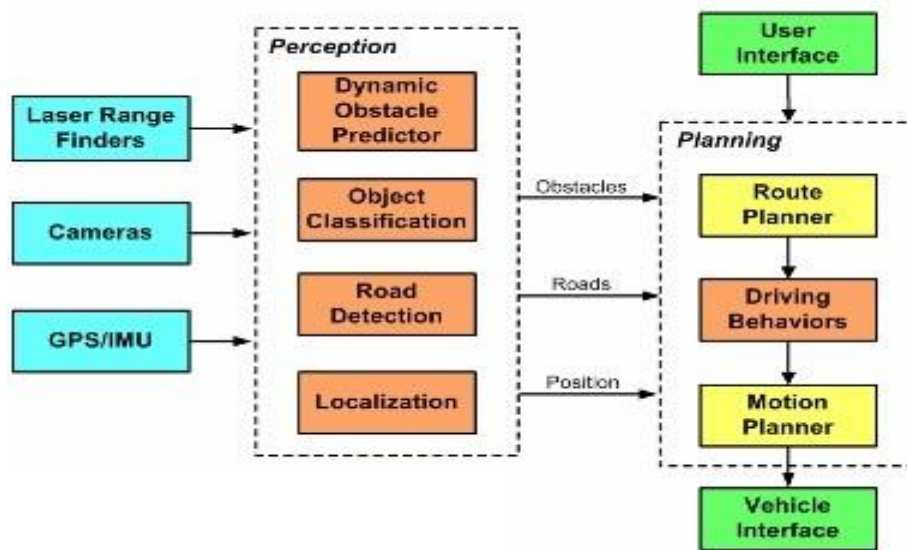 Laser Range
Finders
Cameras
GPS/IMU
Perception
Dynamic
Obstacle
Predictor
Object
Classification
Road
Detection
Localization
Obstacles
Roads
Position
User
Interface
Planning
Route
Planner
Driving
Behaviors
Motion
Planner
Vehicle
Interface